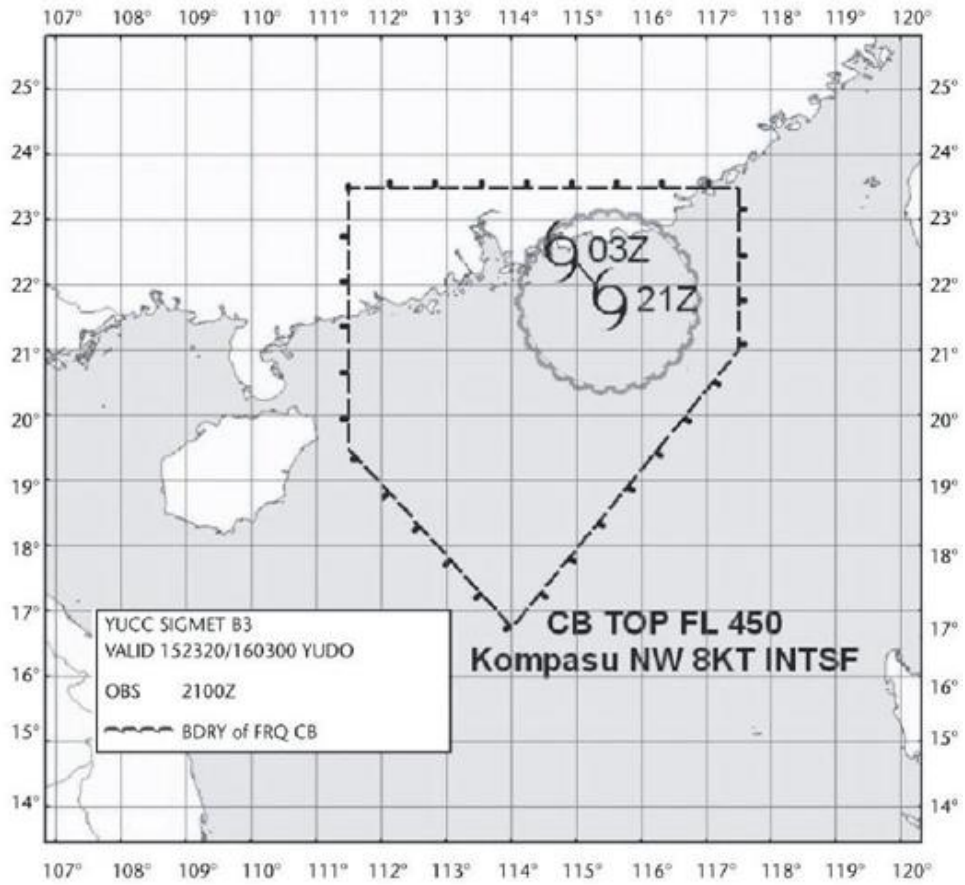 107° 108° 109° 110° 111° 112° 113° 114° 115° 116° 117° 118° 119° 120°
25° 25°
24° 24°
23° 23°
03Z
22° 22°
21Z
21° 21°
20° 20°
19° 19°
18° 18°
17° 17°
CB TOP FL 450
Kompasu NW 8KT INTSF
16° 16°
15° 15°
14° 14°
YUCC SIGMET B3
VALID 152320/160300 YUDO
OBS 2100Z
BDRY of FRQ CB
107° 108° 109° 110° 111° 112° 113° 114° 115° 116° 117° 118° 119° 120°